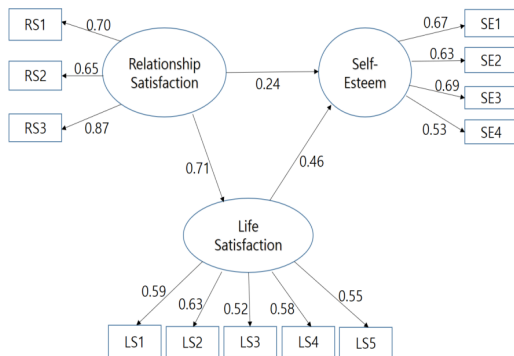 RS1
0.70
RS2
0.65
RS3
0.87
Relationship
Satisfaction
0.24
Self-
Esteem
0.67
SE1
0.63
SE2
0.69
SE3
0.53
SE4
0.71
0.46
Life
Satisfaction
0.59
0.63
0.52
0.58
0.55
LS1
LS2
LS3
LS4
LS5